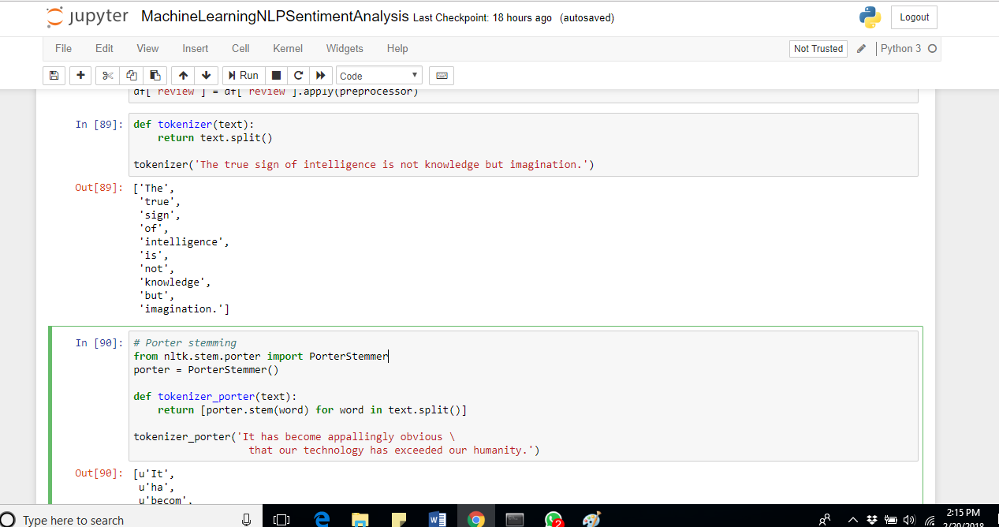 jupyter MachineLearningNLPSentimentAnalysis Last Checkpoint: 18 hours ago (autosaved) Logout
File Edit View Insert Cell Kernel Widgets Help Not Trusted Python 3
Run Code
df['review'] = df['review'].apply(preprocessor)
In [89]: def tokenizer(text):
return text.split()
tokenizer('The true sign of intelligence is not knowledge but imagination.')
Out[89]: ['The',
'true',
'sign',
'of',
'intelligence',
'is',
'not',
'knowledge',
'but',
'imagination.']
In [90]: # Porter stemming
from nltk.stem.porter import PorterStemmer
porter = PorterStemmer()
def tokenizer_porter(text):
return [porter.stem(word) for word in text.split()]
tokenizer_porter('It has become appallingly obvious \
that our technology has exceeded our humanity.')
Out[90]: [u'It',
u'ha',
u'becom',
Type here to search
2
2:15 PM
2/20/2018